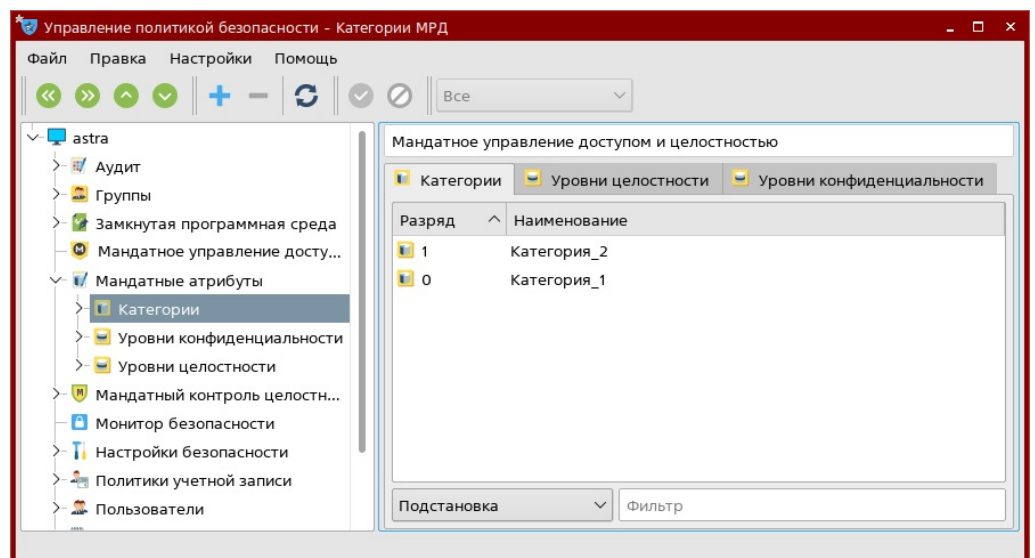 Управление политикой безопасности – Категории МРД
Файл Правка Настройки Помощь
Все
astra
Аудит
Группы
Замкнутая программная среда
Мандатное управление досту...
Мандатные атрибуты
Категории
Уровни конфиденциальности
Уровни целостности
Мандатный контроль целостн...
Монитор безопасности
Настройки безопасности
Политики учетной записи
Пользователи
Мандатное управление доступом и целостностью
Категории Уровни целостности Уровни конфиденциальности
Разряд Наименование
1 Категория_2
0 Категория_1
Подстановка Фильтр